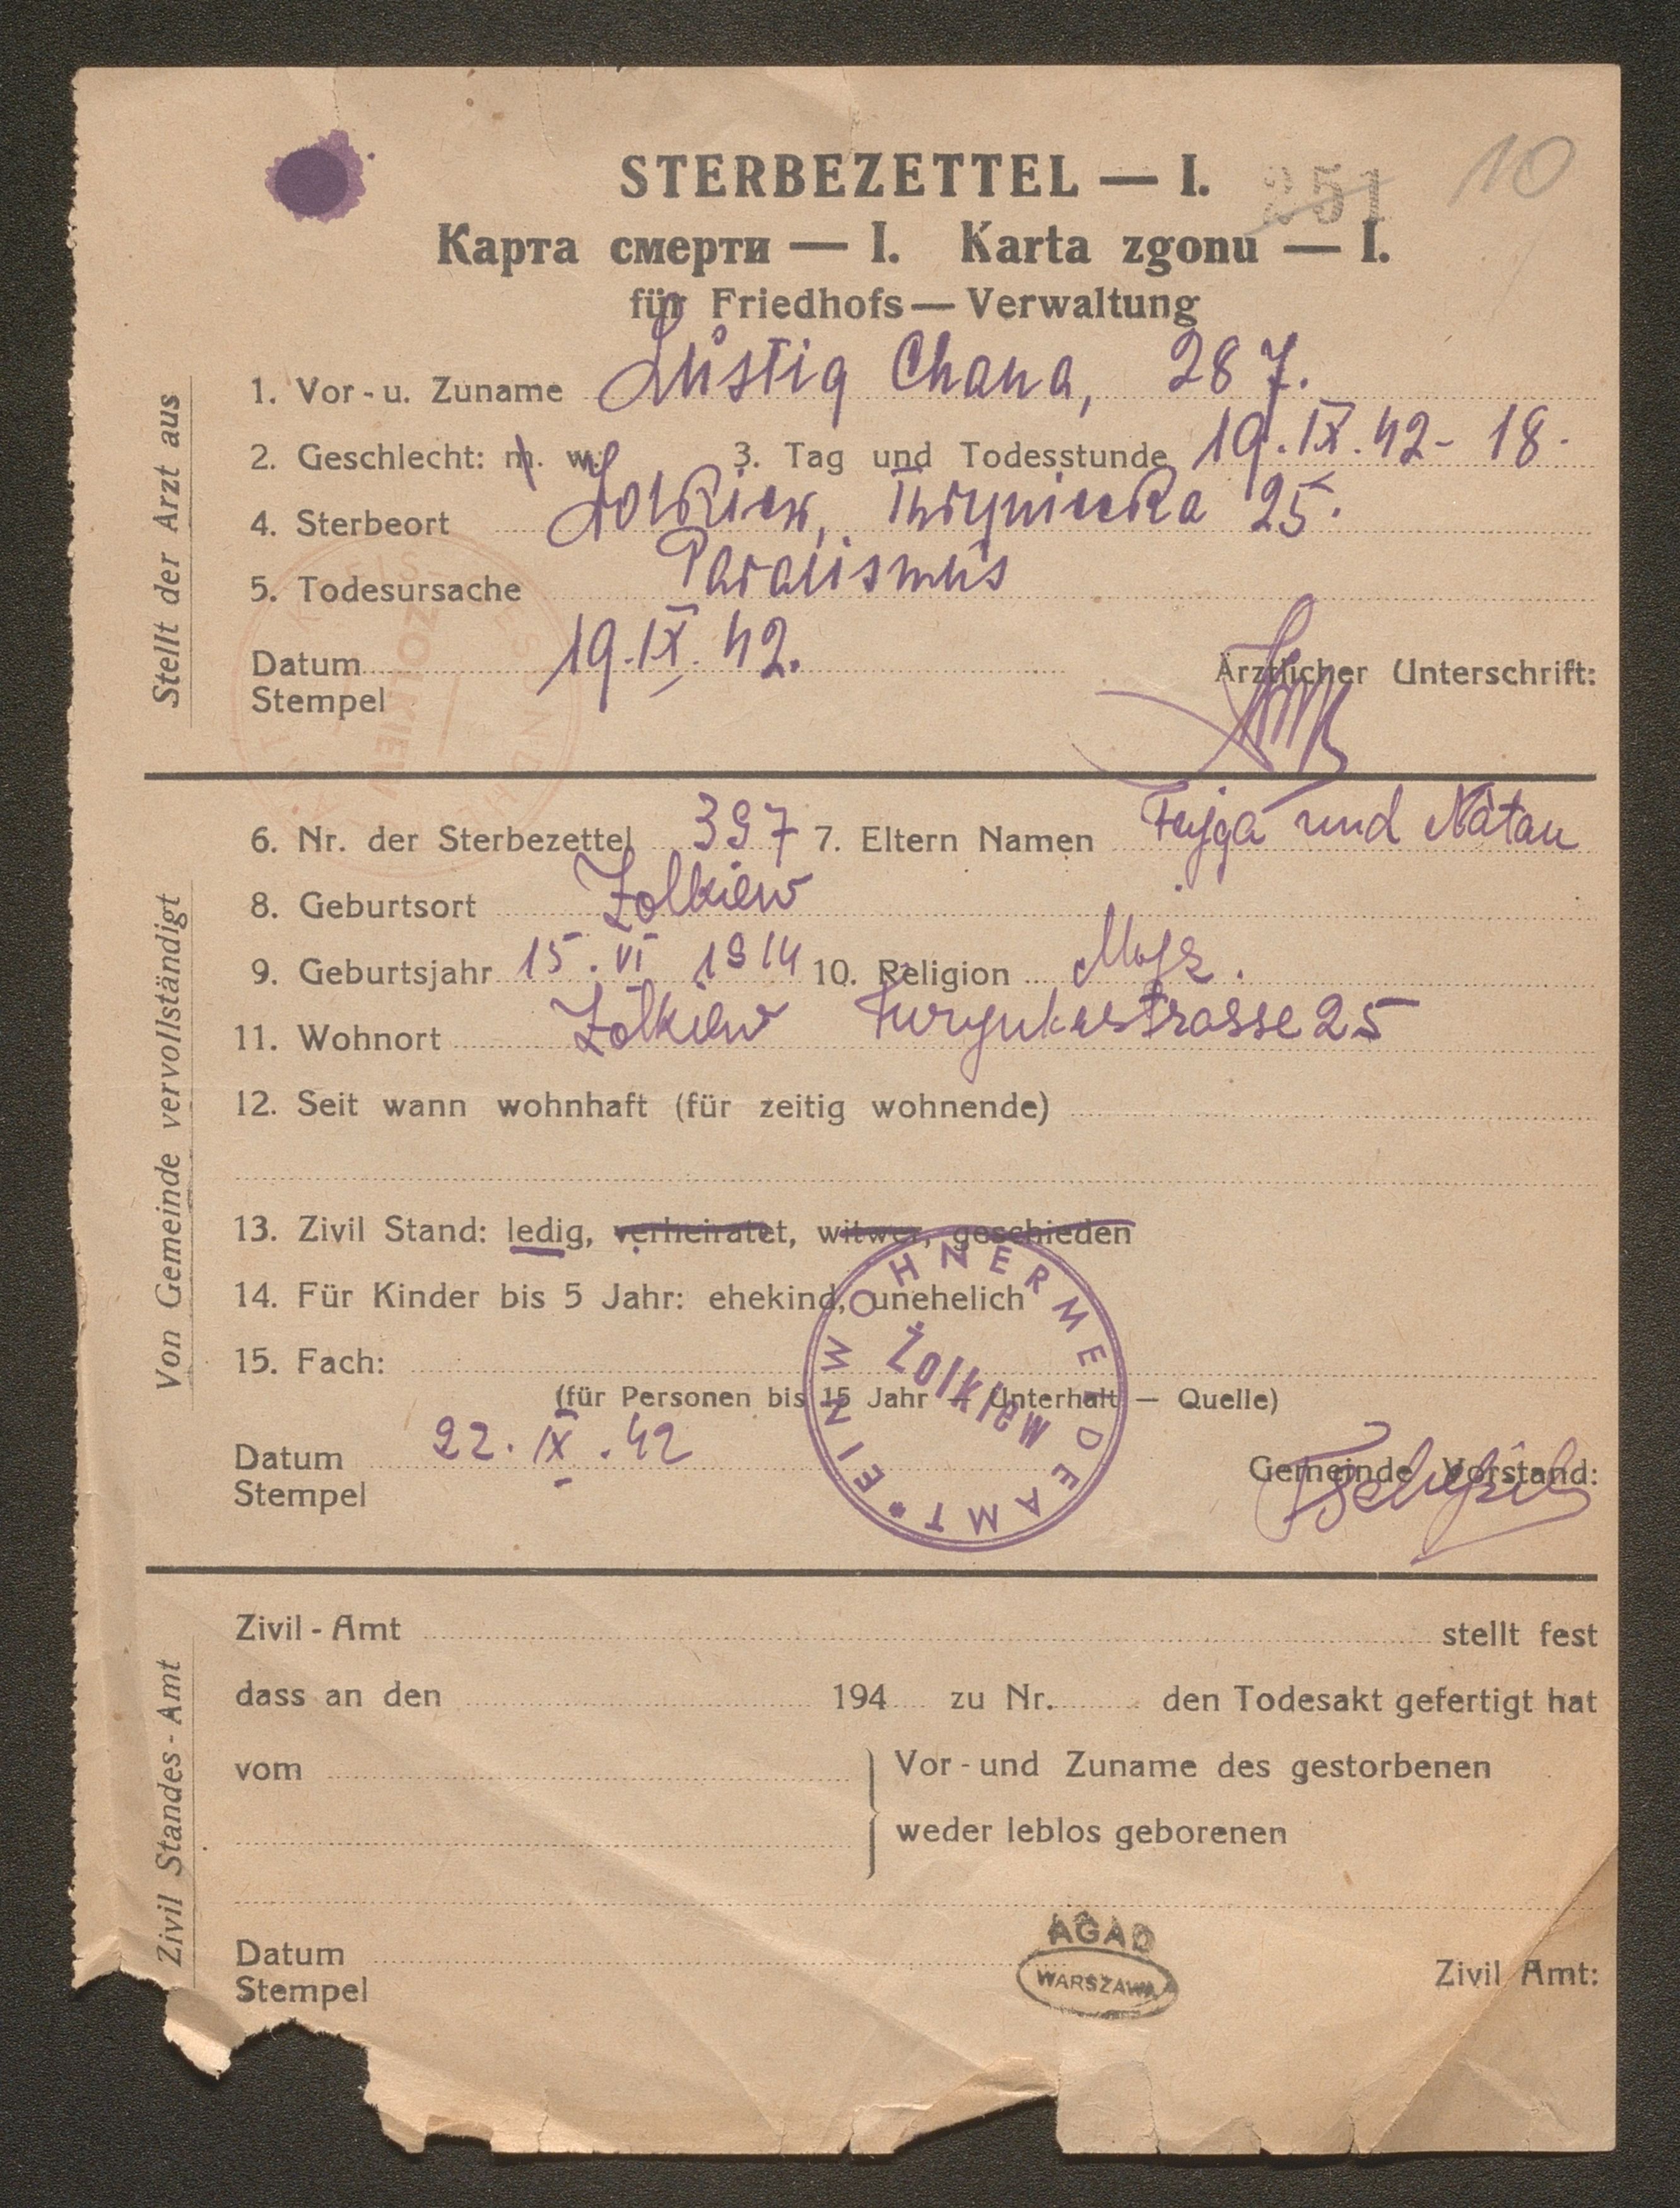 10
251
STERBEZETTEL — I.
Карта смерти — I. Karta zgonu — I.
für Friedhofs — Verwaltung
Stellt der Arzt aus
1. Vor - u. Zuname Lustig Chana, 28 J.
2. Geschlecht: m. w. 3. Tag und Todesstunde 19. IX. 42 - 18.
4. Sterbeort Zolkiew, Turyniecka 25.
5. Todesursache Paralismus
Datum 19. IX. 42. Ärztlicher Unterschrift:
Stempel
Von Gemeinde vervollständigt
6. Nr. der Sterbezettel 397 7. Eltern Namen Fejga und Natan
8. Geburtsort Zolkiew
9. Geburtsjahr 15. VI 1914 10. Religion Mojż.
11. Wohnort Zolkiew Turynkastrasse 25
12. Seit wann wohnhaft (für zeitig wohnende)
13. Zivil Stand: ledig, verheiratet, witwer, geschieden
14. Für Kinder bis 5 Jahr: ehekind, unehelich
15. Fach:
(für Personen bis 15 Jahr — Unterhalt — Quelle)
EINWOHNERMELDEAMT
Żolkiew
Datum 22. IX. 42 Gemeinde Vorstand:
Stempel
Zivil Standes - Amt
Zivil - Amt stellt fest
dass an den 194 zu Nr. den Todesakt gefertigt hat
vom Vor - und Zuname des gestorbenen
weder leblos geborenen
AGAD
WARSZAWA
Datum Zivil Amt:
Stempel